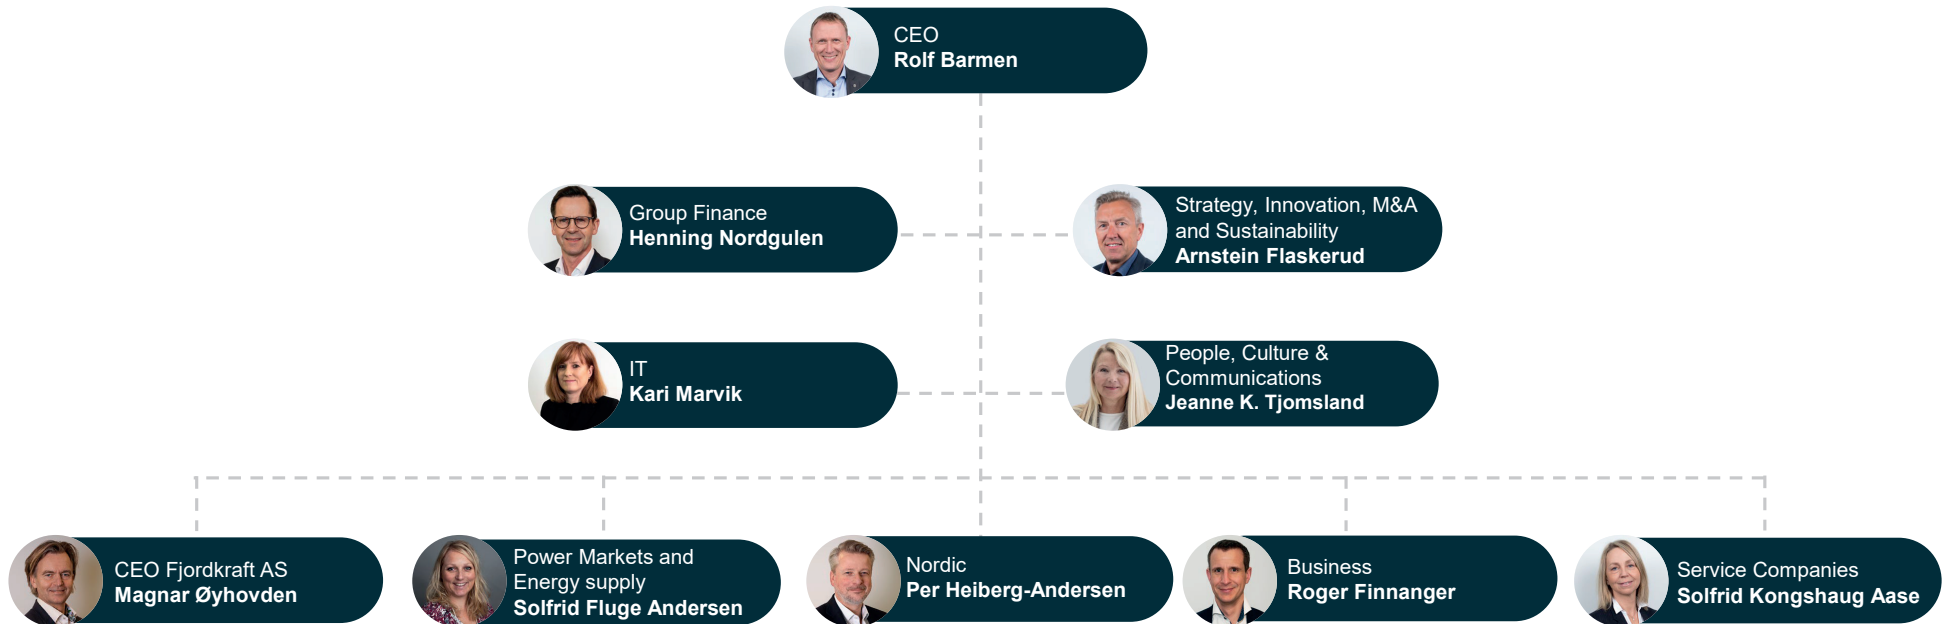 CEO
Rolf Barmen
Group Finance
Henning Nordgulen
Strategy, Innovation, M&A
and Sustainability
Arnstein Flaskerud
IT
Kari Marvik
People, Culture &
Communications
Jeanne K. Tjomsland
CEO Fjordkraft AS
Magnar Øyhovden
Power Markets and
Energy supply
Solfrid Fluge Andersen
Nordic
Per Heiberg-Andersen
Business
Roger Finnanger
Service Companies
Solfrid Kongshaug Aase